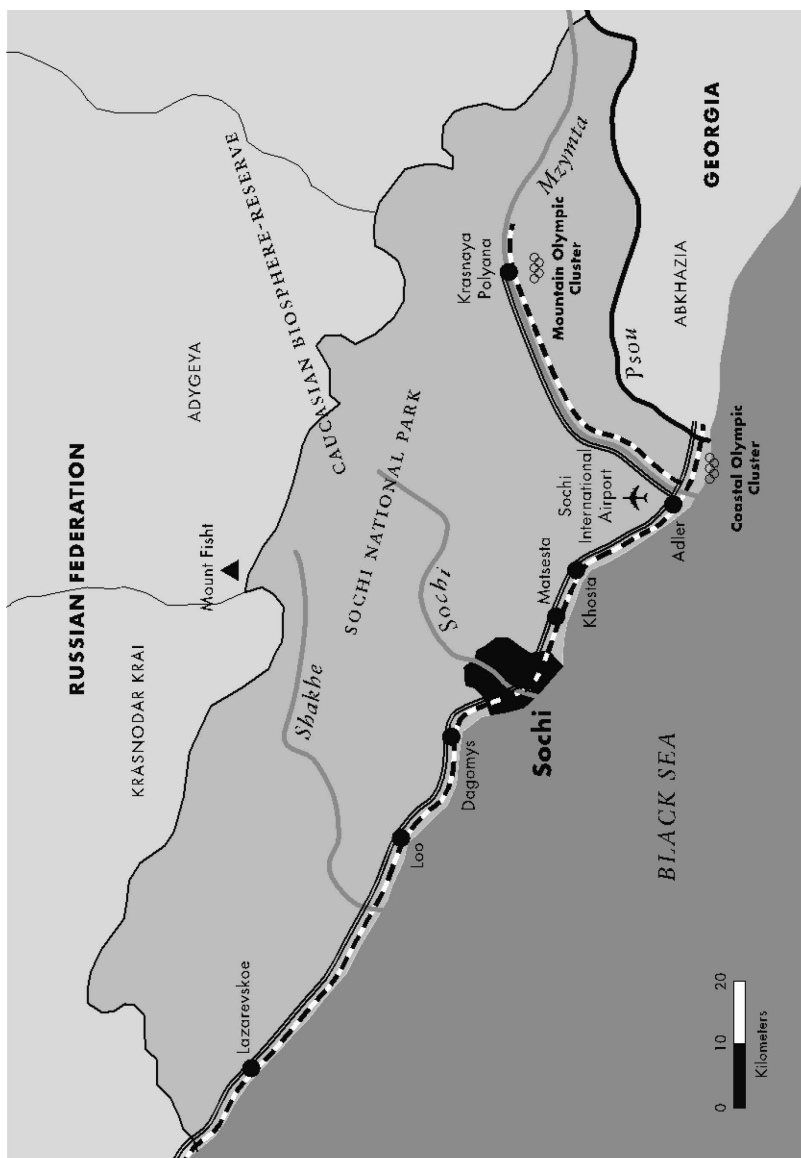 RUSSIAN FEDERATION
KRASNODAR KRAI
ADYGEYA
Mount Fisht
CAUCASIAN BIOSPHERE-RESERVE
Shakhe
SOCHI NATIONAL PARK
Lazarevskoe
Loo
Dagomys
Sochi
Sochi
Matsesta
Khosta
Sochi
International
Airport
Adler
Krasnaya
Polyana
Mountain Olympic
Cluster
Mzymta
Psou
ABKHAZIA
GEORGIA
Coastal Olympic
Cluster
BLACK SEA
0
10
20
Kilometers